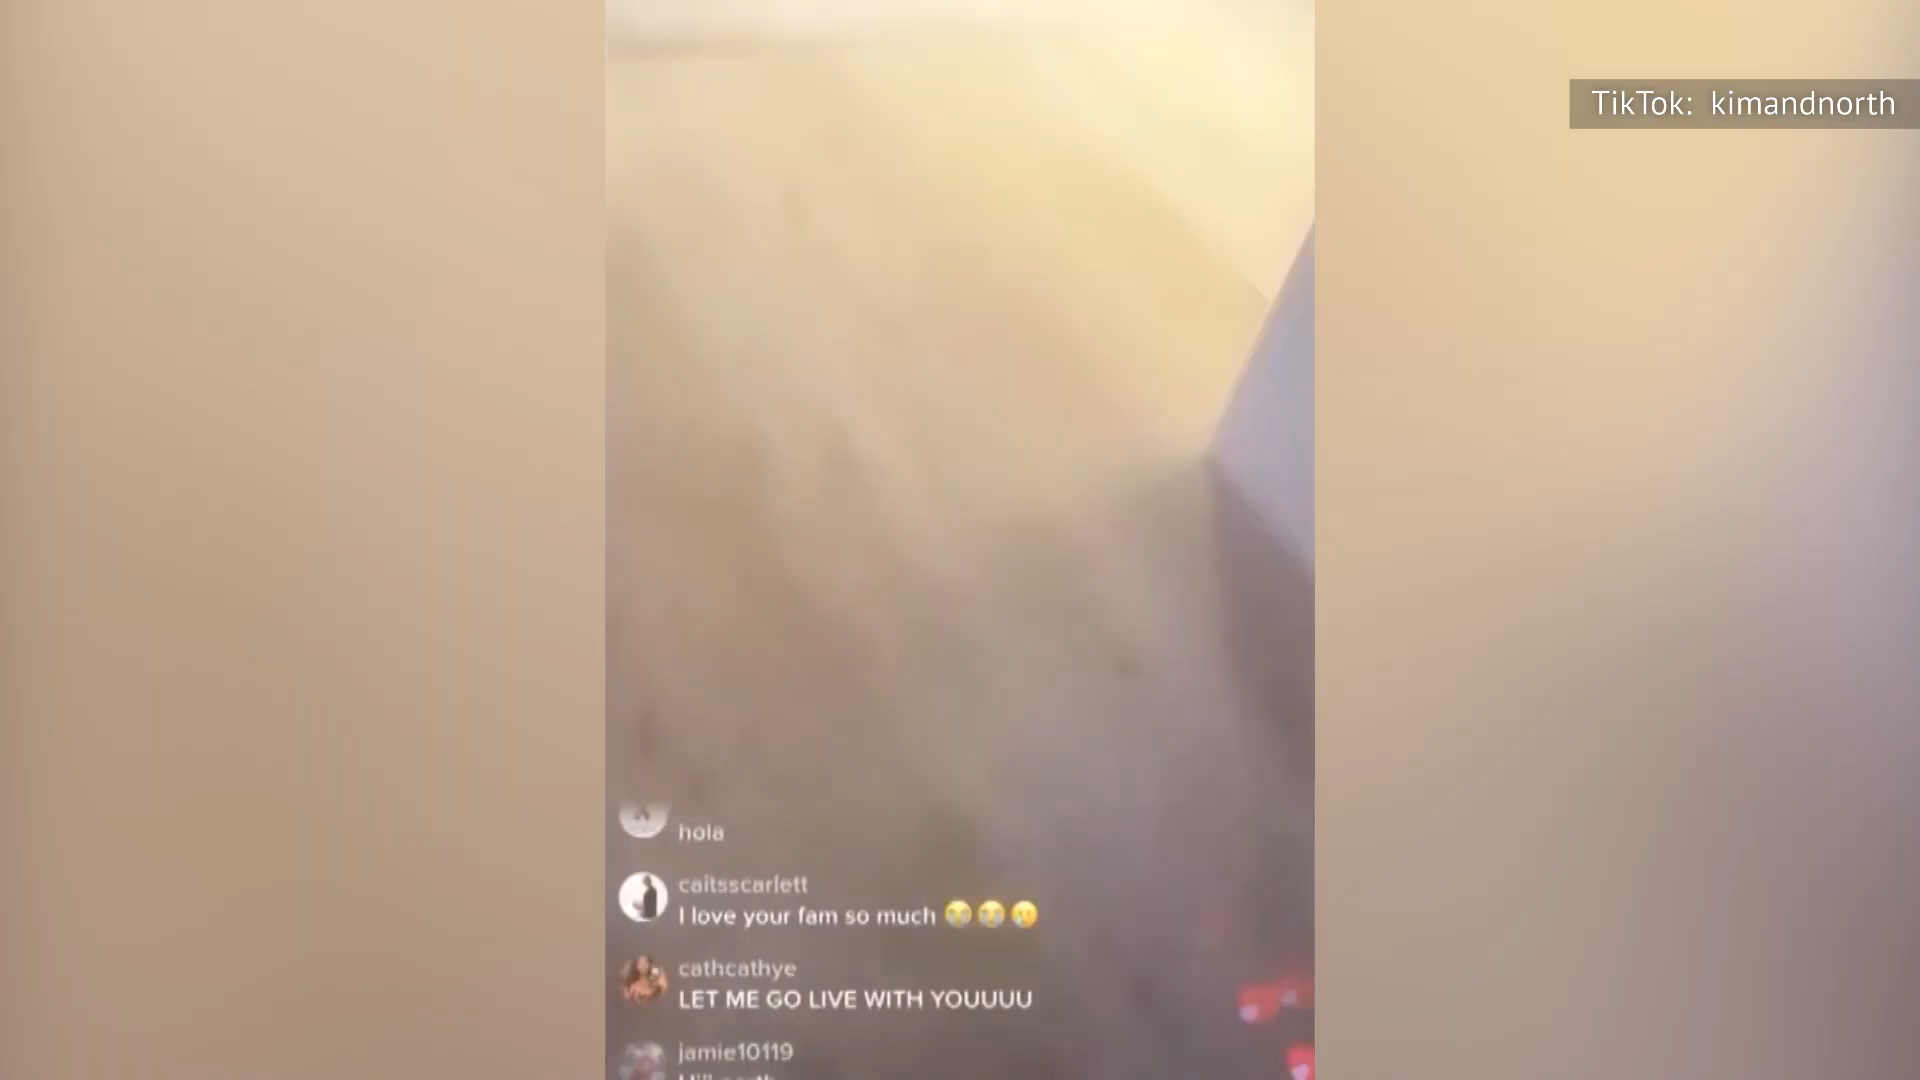 TikTok: kimandnorth
hola
caitsscarlett
I love your fam so much 😭😭🥲
cathcathye
LET ME GO LIVE WITH YOUUUU
jamie10119